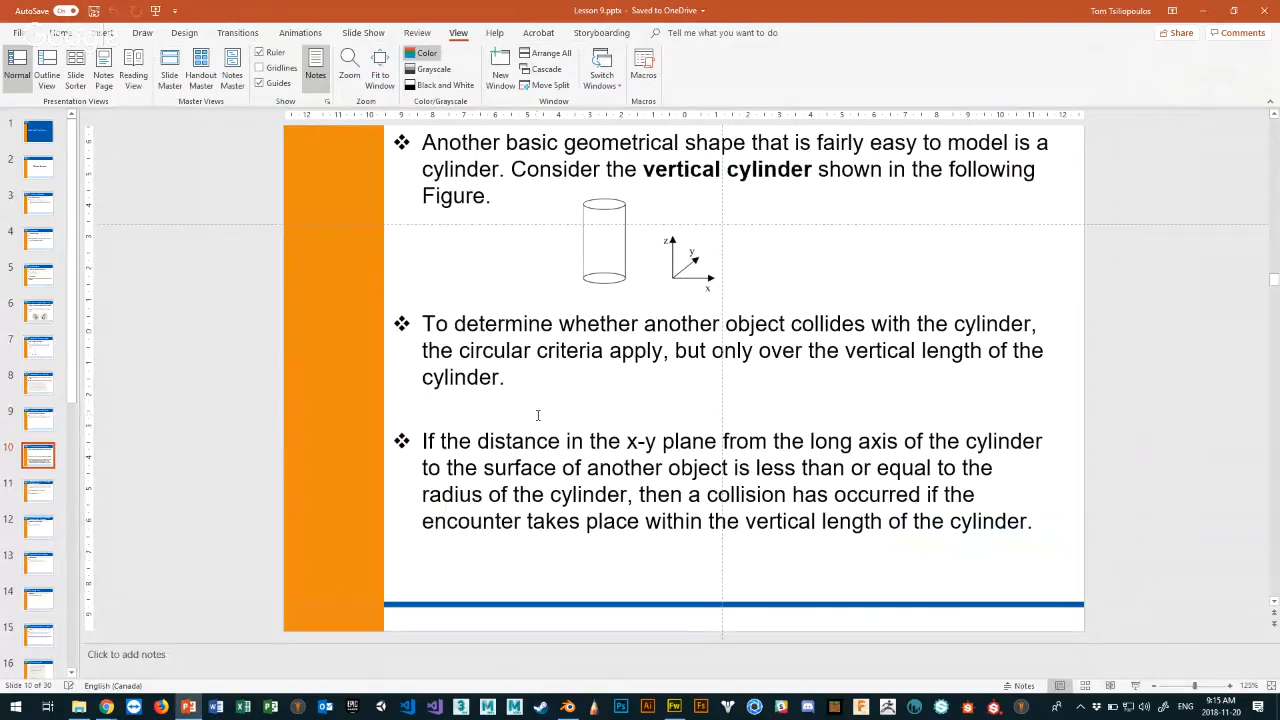 AutoSave On
Lesson 9.pptx - Saved to OneDrive
Tom Tsiliopoulos
File Home Insert Draw Design Transitions Animations Slide Show Review View Help Acrobat Storyboarding Tell me what you want to do
Share Comments
Normal Outline View Slide Sorter Notes Page Reading View
Presentation Views
Slide Master Handout Master Notes Master
Master Views
Ruler
Gridlines
Guides
Show
Notes
Zoom Fit to Window
Zoom
Color
Grayscale
Black and White
Color/Grayscale
New Window
Arrange All
Cascade
Move Split
Switch Windows
Window
Macros
Macros
❖ Another basic geometrical shape that is fairly easy to model is a
cylinder. Consider the vertical cylinder shown in the following
Figure.
z
y
x
❖ To determine whether another object collides with the cylinder,
the circular criteria apply, but only over the vertical length of the
cylinder.
❖ If the distance in the x-y plane from the long axis of the cylinder
to the surface of another object is less than or equal to the
radius of the cylinder, then a collision has occurred if the
encounter takes place within the vertical length of the cylinder.
Click to add notes
Slide 10 of 30 English (Canada)
Notes
125%
9:15 AM
2018-11-20